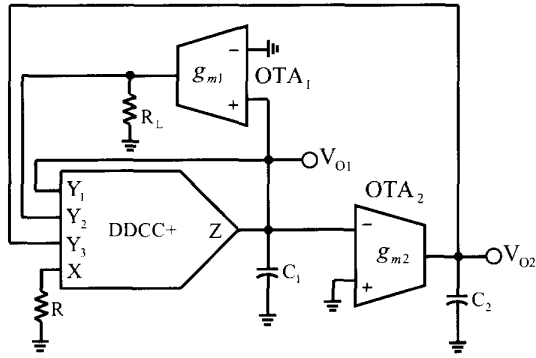 g_m1
−
OTA_1
+
R_L
V_O1
Y_1
OTA_2
Y_2
DDCC+
Z
−
Y_3
g_m2
V_O2
X
C_1
+
C_2
R